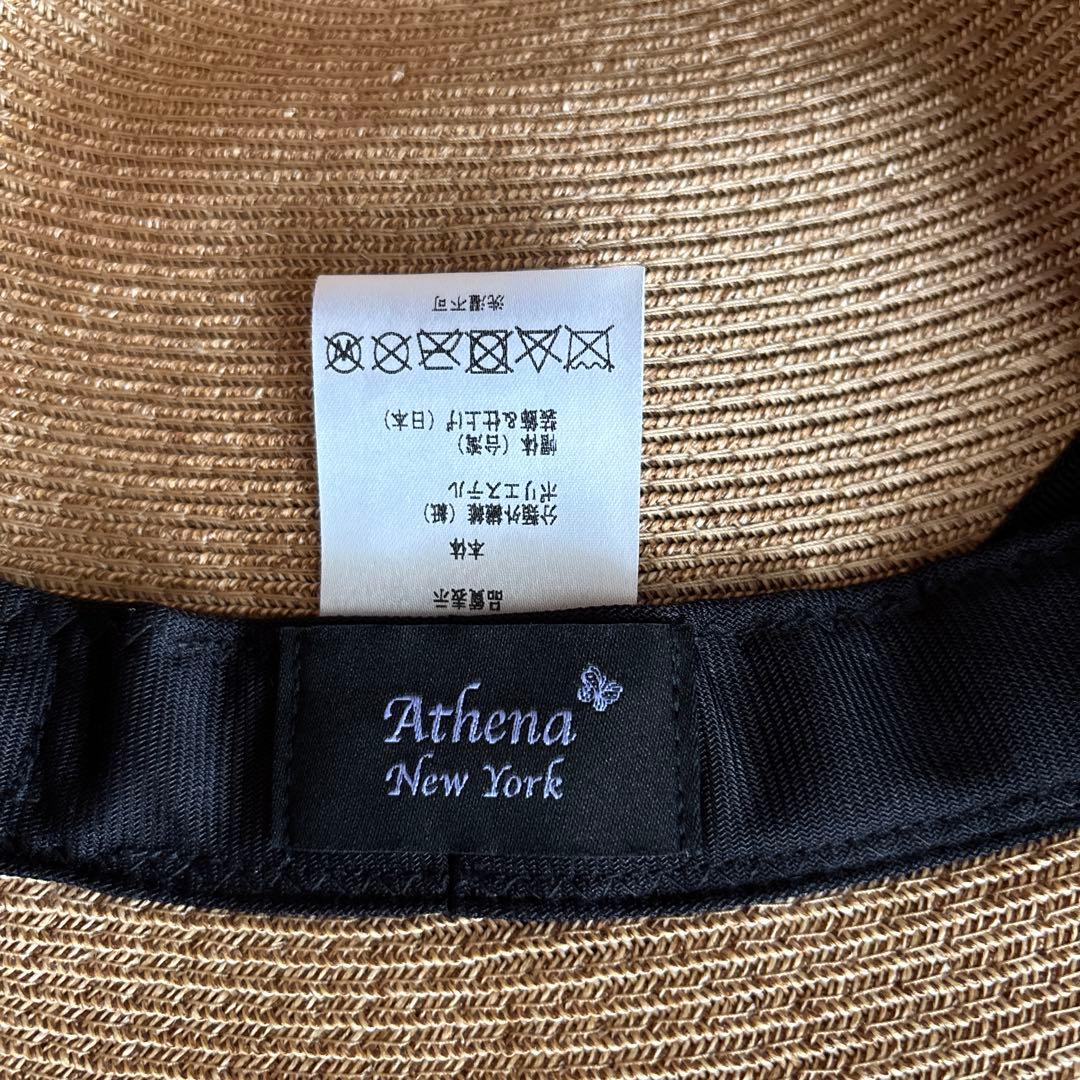 品質表示
本体
分類外繊維（紙）
ポリエステル
帽体（台湾）
装飾&仕上げ（日本）
洗濯不可
Athena
New York